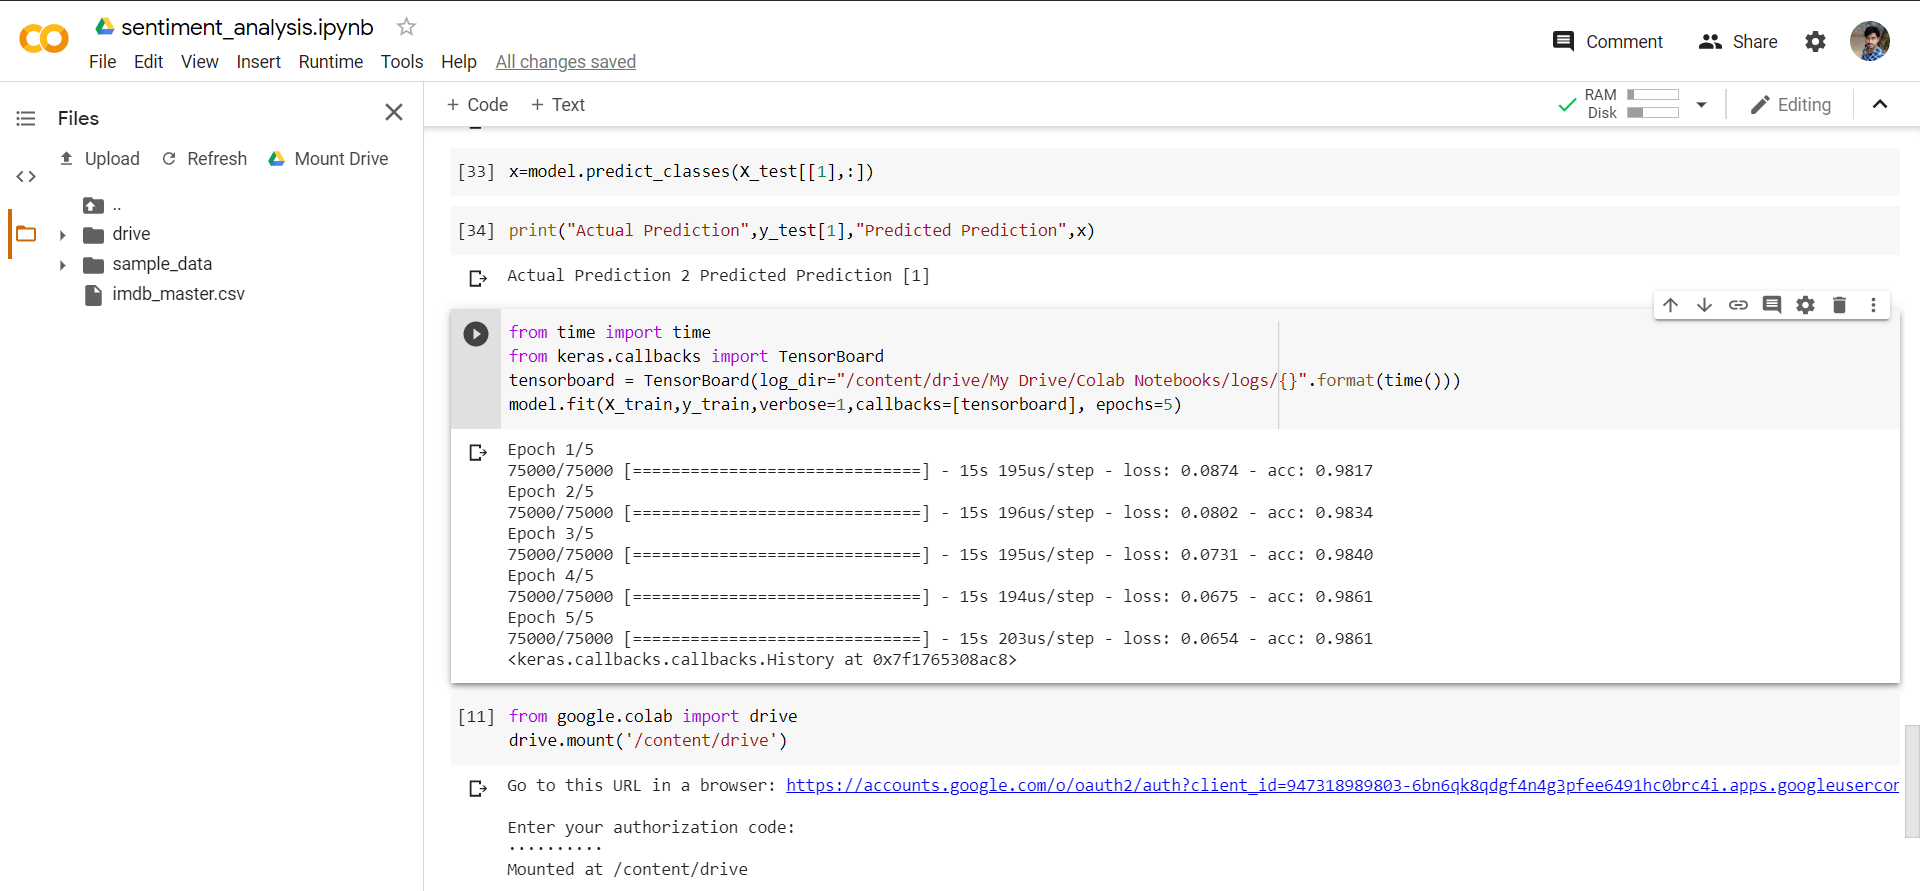 sentiment_analysis.ipynb
File Edit View Insert Runtime Tools Help All changes saved
Comment Share
Files
Upload Refresh Mount Drive
..
drive
sample_data
imdb_master.csv
+ Code + Text
RAM
Disk
Editing
[33] x=model.predict_classes(X_test[[1],:])
[34] print("Actual Prediction",y_test[1],"Predicted Prediction",x)
Actual Prediction 2 Predicted Prediction [1]
from time import time
from keras.callbacks import TensorBoard
tensorboard = TensorBoard(log_dir="/content/drive/My Drive/Colab Notebooks/logs/{}".format(time()))
model.fit(X_train,y_train,verbose=1,callbacks=[tensorboard], epochs=5)
Epoch 1/5
75000/75000 [==============================] - 15s 195us/step - loss: 0.0874 - acc: 0.9817
Epoch 2/5
75000/75000 [==============================] - 15s 196us/step - loss: 0.0802 - acc: 0.9834
Epoch 3/5
75000/75000 [==============================] - 15s 195us/step - loss: 0.0731 - acc: 0.9840
Epoch 4/5
75000/75000 [==============================] - 15s 194us/step - loss: 0.0675 - acc: 0.9861
Epoch 5/5
75000/75000 [==============================] - 15s 203us/step - loss: 0.0654 - acc: 0.9861
<keras.callbacks.callbacks.History at 0x7f1765308ac8>
[11] from google.colab import drive
drive.mount('/content/drive')
Go to this URL in a browser: https://accounts.google.com/o/oauth2/auth?client_id=947318989803-6bn6qk8qdgf4n4g3pfee6491hc0brc4i.apps.googleusercon
Enter your authorization code:
··········
Mounted at /content/drive